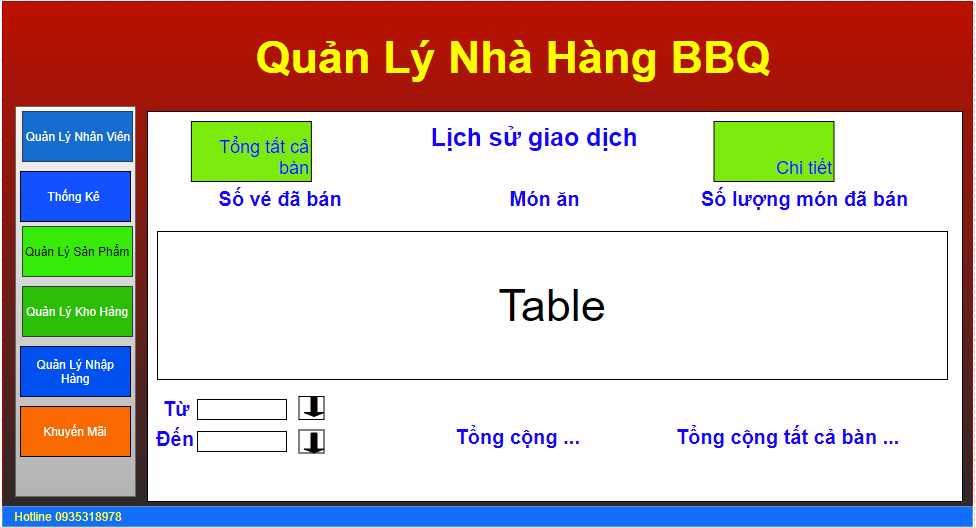 Quản Lý Nhà Hàng BBQ
Quản Lý Nhân Viên
Thống Kê
Quản Lý Sản Phẩm
Quản Lý Kho Hàng
Quản Lý Nhập
Hàng
Khuyến Mãi
Tổng tất cả
bàn
Lịch sử giao dịch
Chi tiết
Số vé đã bán
Món ăn
Số lượng món đã bán
Table
Từ
Đến
Tổng cộng ...
Tổng cộng tất cả bàn ...
Hotline 0935318978